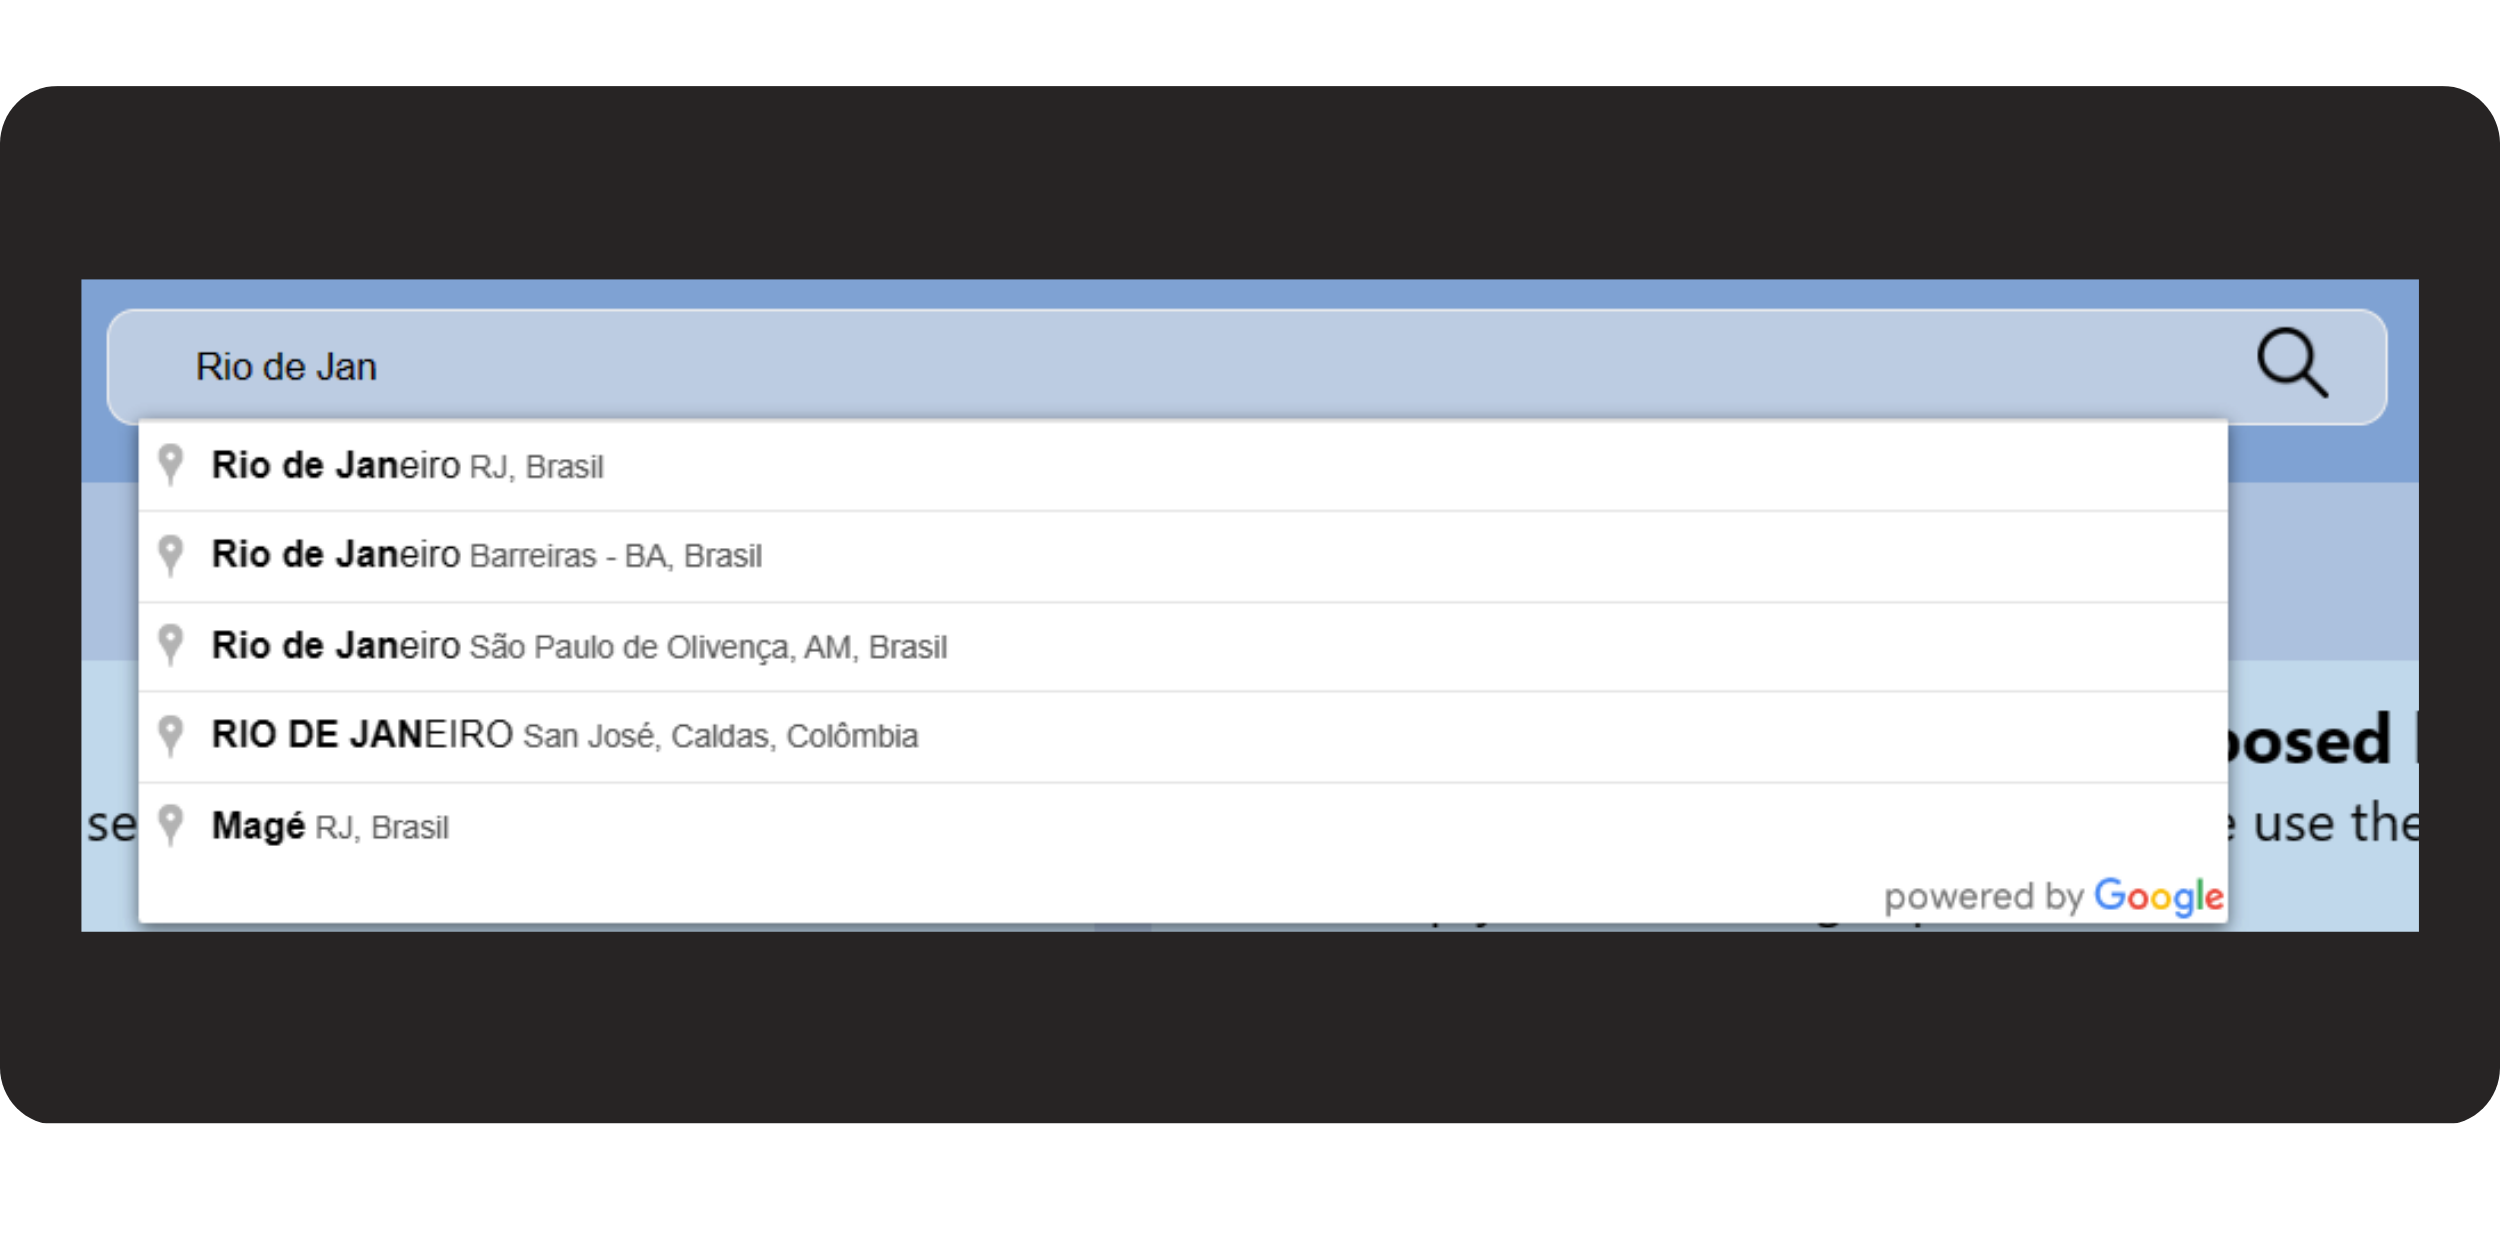 Rio de Jan
Rio de Janeiro RJ, Brasil
Rio de Janeiro Barreiras - BA, Brasil
Rio de Janeiro São Paulo de Olivença, AM, Brasil
RIO DE JANEIRO San José, Caldas, Colômbia
posed
Magé RJ, Brasil
se
use the
powered by Google